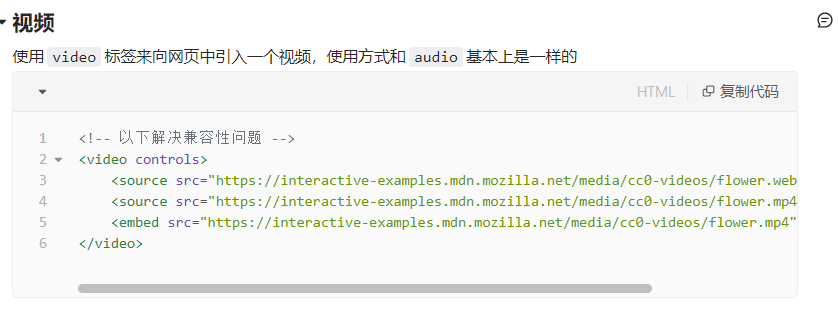 视频
使用 video 标签来向网页中引入一个视频，使用方式和 audio 基本上是一样的
HTML 复制代码
1 <!-- 以下解决兼容性问题 -->
2 <video controls>
3 <source src="https://interactive-examples.mdn.mozilla.net/media/cc0-videos/flower.web
4 <source src="https://interactive-examples.mdn.mozilla.net/media/cc0-videos/flower.mp4
5 <embed src="https://interactive-examples.mdn.mozilla.net/media/cc0-videos/flower.mp4"
6 </video>